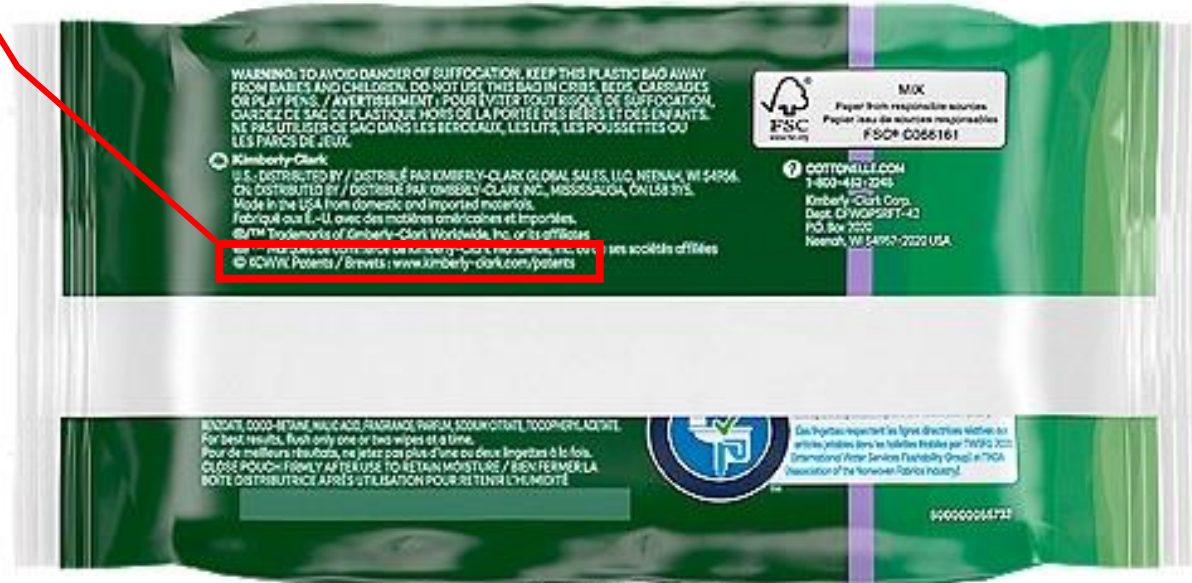 WARNING: TO AVOID DANGER OF SUFFOCATION, KEEP THIS PLASTIC BAG AWAY
FROM BABIES AND CHILDREN. DO NOT USE THIS BAG IN CRIBS, BEDS, CARRIAGES
OR PLAY PENS. / AVERTISSEMENT : POUR ÉVITER TOUT RISQUE DE SUFFOCATION,
GARDEZ CE SAC DE PLASTIQUE HORS DE LA PORTÉE DES BÉBÉS ET DES ENFANTS.
NE PAS UTILISER CE SAC DANS LES BERCEAUX, LES LITS, LES POUSSETTES OU
LES PARCS DE JEUX.
Kimberly-Clark
U.S.: DISTRIBUTED BY / DISTRIBUÉ PAR KIMBERLY-CLARK GLOBAL SALES, LLC, NEENAH, WI 54956.
CN: DISTRIBUTED BY / DISTRIBUÉ PAR KIMBERLY-CLARK INC., MISSISSAUGA, ON L5B 3Y5.
Made in the USA from domestic and imported materials.
Fabriqué aux É.-U. avec des matières américaines et importées.
®/™ Trademarks of Kimberly-Clark Worldwide, Inc. or its affiliates
ses sociétés affiliées
© KCWW. Patents / Brevets : www.kimberly-clark.com/patents
FSC®
MIX
Paper from responsible sources
Papier issu de sources responsables
FSC® C056161
? COTTONELLE.COM
Kimberly-Clark Corp.
P.O. Box 2020
Neenah, WI 54957-2020 USA
BENZOATE, COCO-BETAINE, MALIC ACID, FRAGRANCE, PARFUM, SODIUM CITRATE, TOCOPHERYL ACETATE.
For best results, flush only one or two wipes at a time.
Pour de meilleurs résultats, ne jetez pas plus d'une ou deux lingettes à la fois.
CLOSE POUCH FIRMLY AFTER USE TO RETAIN MOISTURE / BIEN FERMER LA
BOÎTE DISTRIBUTRICE APRÈS UTILISATION POUR RETENIR L'HUMIDITÉ
Ces lingettes respectent les lignes directrices relatives aux